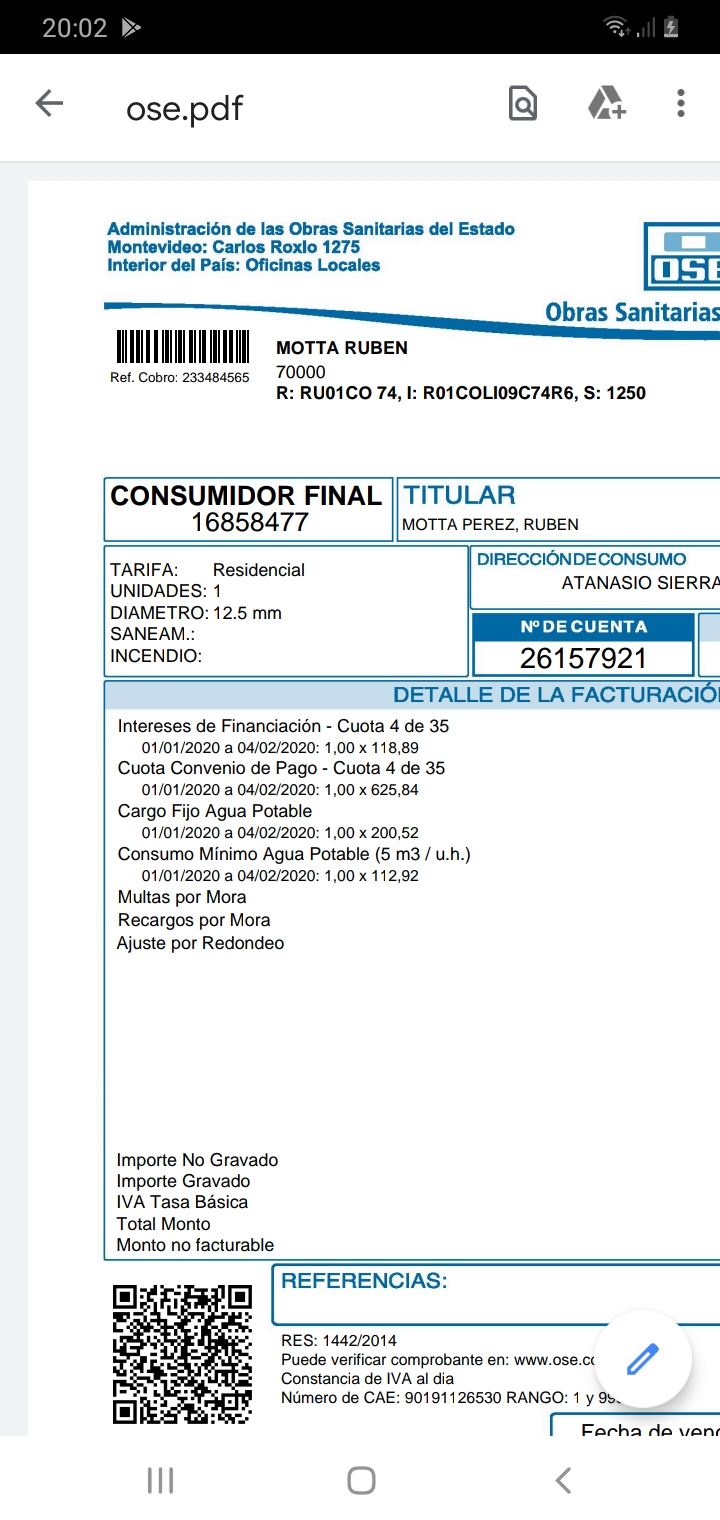 20:02
ose.pdf
Administración de las Obras Sanitarias del Estado
Montevideo: Carlos Roxlo 1275
Interior del País: Oficinas Locales
OSE
Obras Sanitarias
Ref. Cobro: 233484565
MOTTA RUBEN
70000
R: RU01CO 74, I: R01COLI09C74R6, S: 1250
CONSUMIDOR FINAL
16858477
TITULAR
MOTTA PEREZ, RUBEN
TARIFA: Residencial
UNIDADES: 1
DIAMETRO: 12.5 mm
SANEAM.:
INCENDIO:
DIRECCIÓN DE CONSUMO
ATANASIO SIERRA
Nº DE CUENTA
26157921
DETALLE DE LA FACTURACIÓ
Intereses de Financiación - Cuota 4 de 35
01/01/2020 a 04/02/2020: 1,00 x 118,89
Cuota Convenio de Pago - Cuota 4 de 35
01/01/2020 a 04/02/2020: 1,00 x 625,84
Cargo Fijo Agua Potable
01/01/2020 a 04/02/2020: 1,00 x 200,52
Consumo Mínimo Agua Potable (5 m3 / u.h.)
01/01/2020 a 04/02/2020: 1,00 x 112,92
Multas por Mora
Recargos por Mora
Ajuste por Redondeo
Importe No Gravado
Importe Gravado
IVA Tasa Básica
Total Monto
Monto no facturable
REFERENCIAS:
RES: 1442/2014
Puede verificar comprobante en: www.ose.co
Constancia de IVA al dia
Número de CAE: 90191126530 RANGO: 1 y 99
Fecha de venc